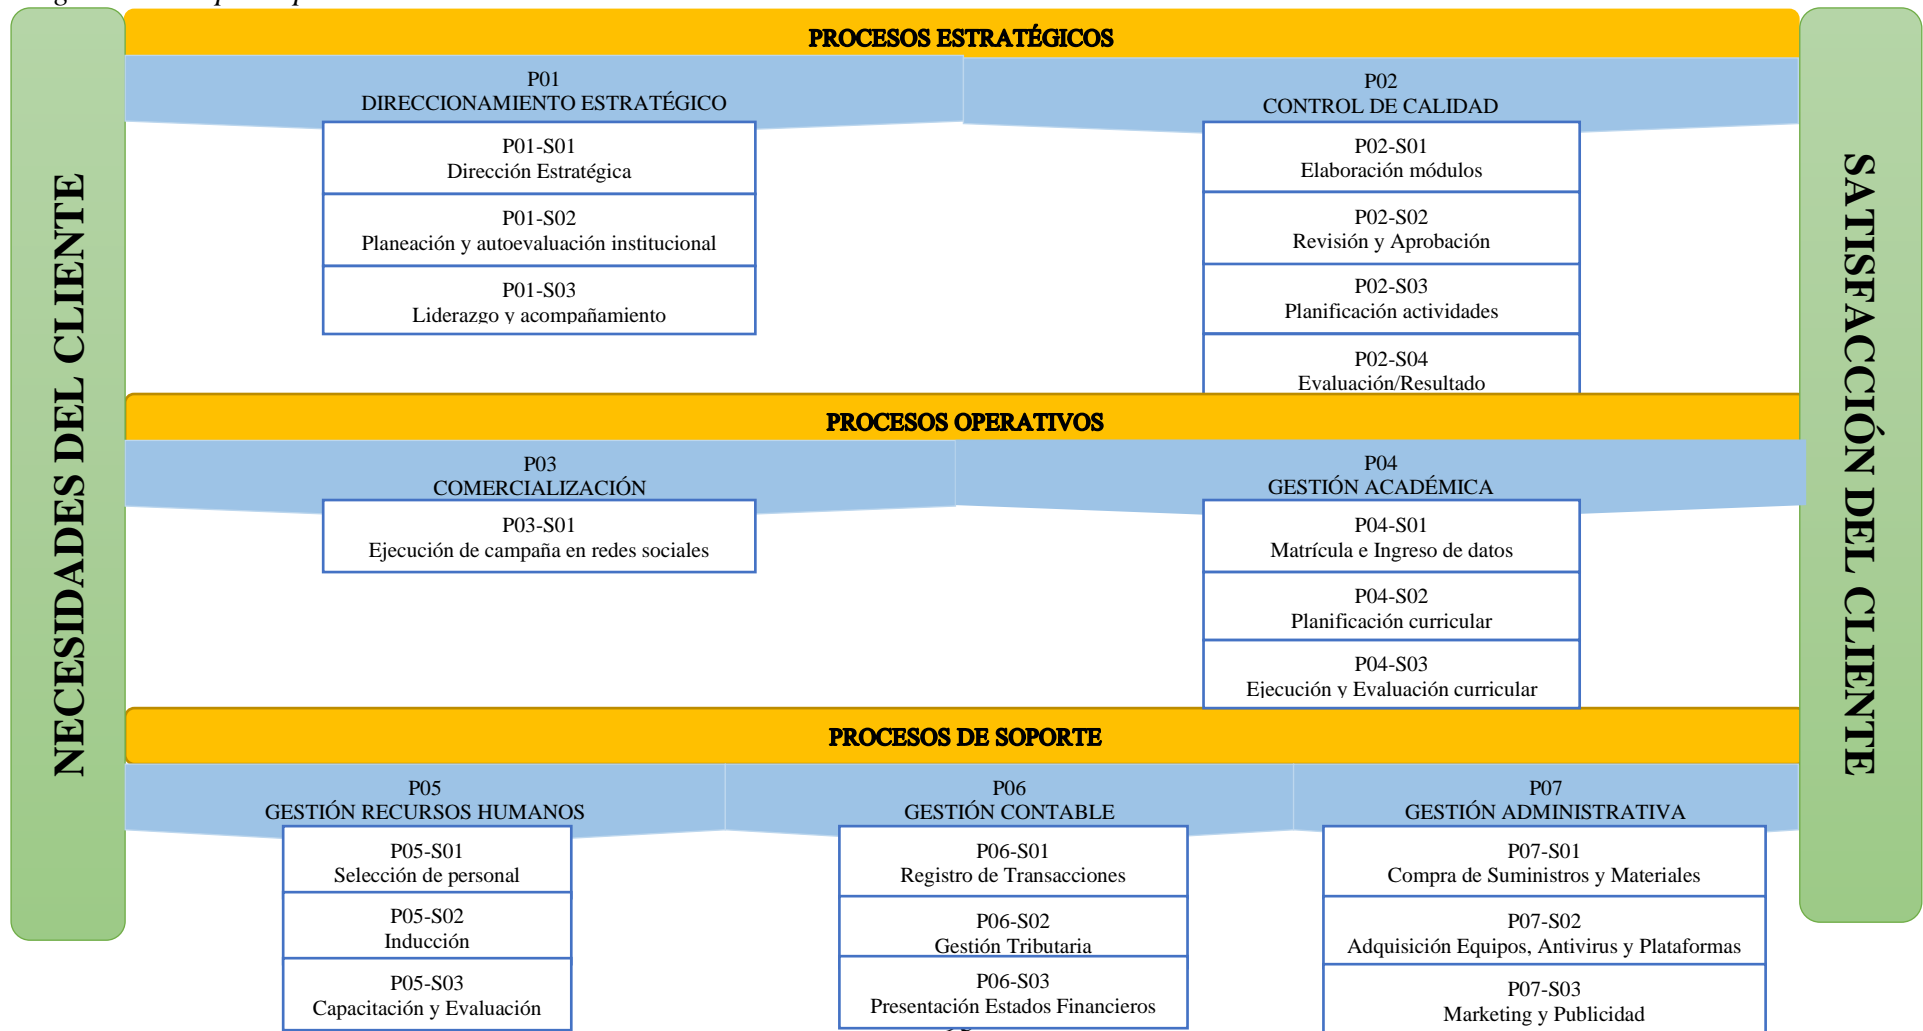 NECESIDADES DEL CLIENTE
PROCESOS ESTRATÉGICOS
P01
DIRECCIONAMIENTO ESTRATÉGICO
P01-S01
Dirección Estratégica
P01-S02
Planeación y autoevaluación institucional
P01-S03
Liderazgo y acompañamiento
P02
CONTROL DE CALIDAD
P02-S01
Elaboración módulos
P02-S02
Revisión y Aprobación
P02-S03
Planificación actividades
P02-S04
Evaluación/Resultado
PROCESOS OPERATIVOS
P03
COMERCIALIZACIÓN
P03-S01
Ejecución de campaña en redes sociales
P04
GESTIÓN ACADÉMICA
P04-S01
Matrícula e Ingreso de datos
P04-S02
Planificación curricular
P04-S03
Ejecución y Evaluación curricular
PROCESOS DE SOPORTE
P05
GESTIÓN RECURSOS HUMANOS
P05-S01
Selección de personal
P05-S02
Inducción
P05-S03
Capacitación y Evaluación
P06
GESTIÓN CONTABLE
P06-S01
Registro de Transacciones
P06-S02
Gestión Tributaria
P06-S03
Presentación Estados Financieros
P07
GESTIÓN ADMINISTRATIVA
P07-S01
Compra de Suministros y Materiales
P07-S02
Adquisición Equipos, Antivirus y Plataformas
P07-S03
Marketing y Publicidad
SATISFACCIÓN DEL CLIENTE